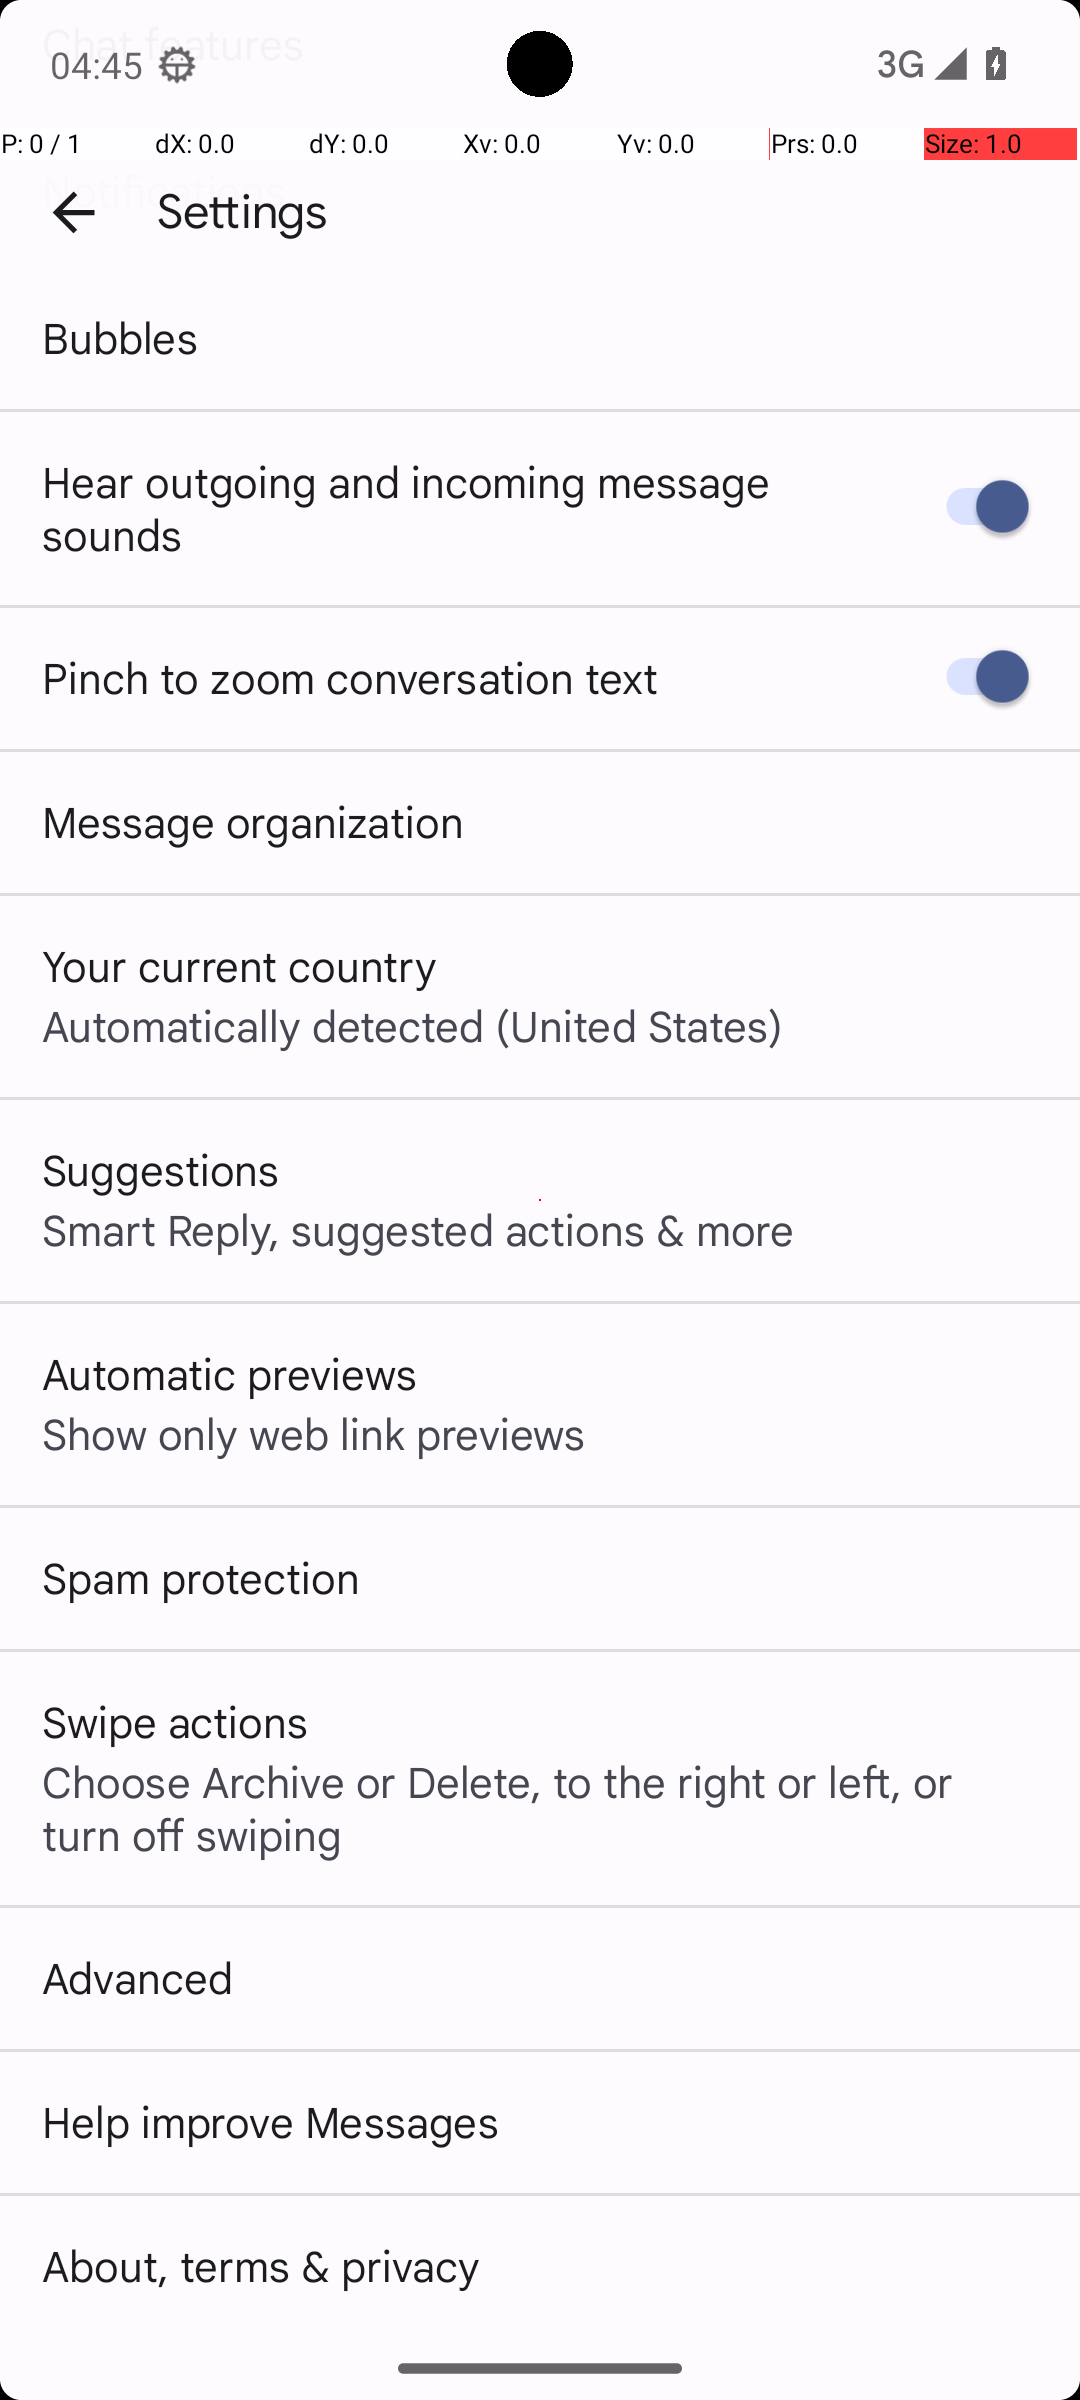 Chat features
04:45
3G
P: 0 / 1 dX: 0.0 dY: 0.0 Xv: 0.0 Yv: 0.0 Prs: 0.0 Size: 1.0
Notifications
Settings
Bubbles
Hear outgoing and incoming message
sounds
Pinch to zoom conversation text
Message organization
Your current country
Automatically detected (United States)
Suggestions
Smart Reply, suggested actions & more
Automatic previews
Show only web link previews
Spam protection
Swipe actions
Choose Archive or Delete, to the right or left, or
turn off swiping
Advanced
Help improve Messages
About, terms & privacy